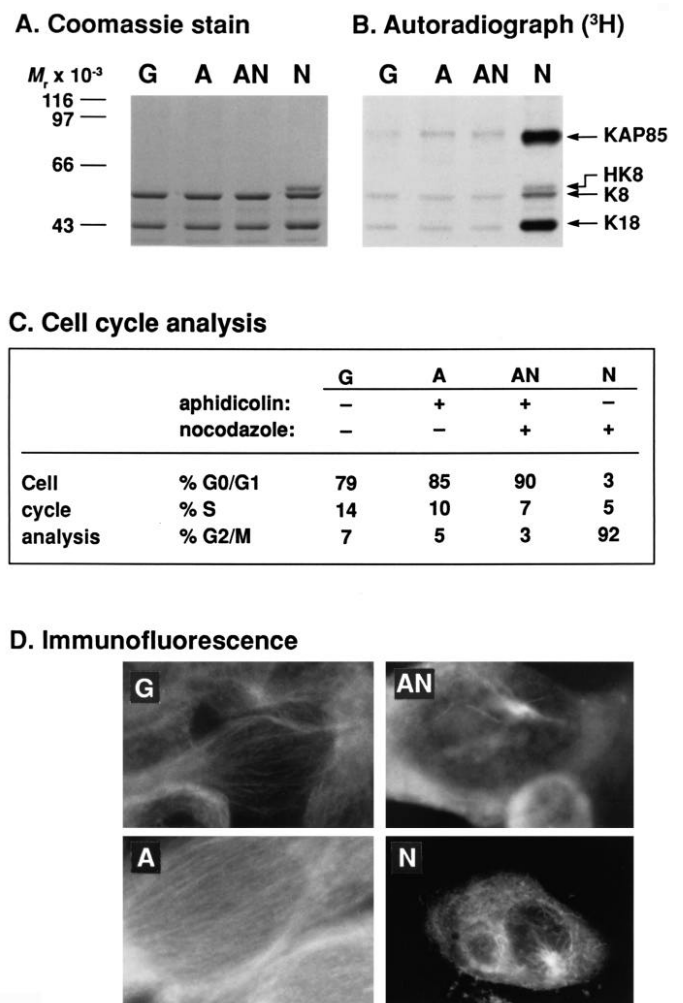 A. Coomassie stain
B. Autoradiograph (³H)
Mr x 10-³ G A AN N
G A AN N
116
97
66
43
KAP85
HK8
K8
K18
C. Cell cycle analysis
G A AN N
aphidicolin: – + + –
nocodazole: – – + +
Cell % G0/G1 79 85 90 3
cycle % S 14 10 7 5
analysis % G2/M 7 5 3 92
D. Immunofluorescence
G
AN
A
N